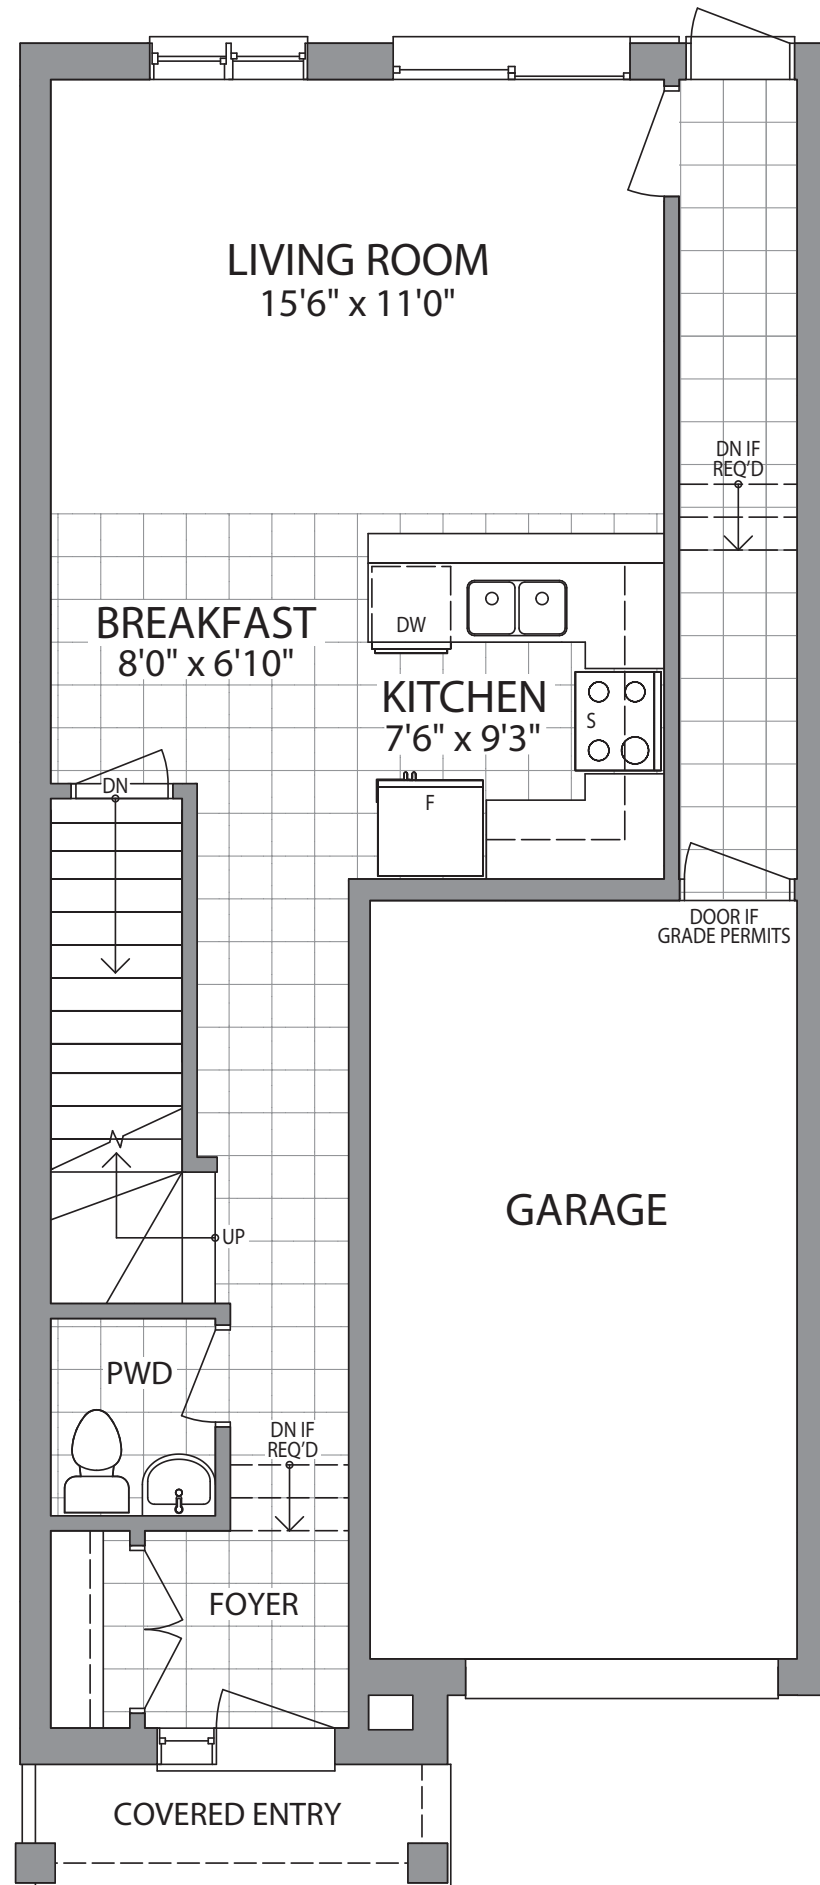 LIVING ROOM
15'6" x 11'0"
DN IF
REQ'D
BREAKFAST
8'0" x 6'10"
DW
KITCHEN
7'6" x 9'3"
S
DN
F
DOOR IF
GRADE PERMITS
GARAGE
UP
PWD
DN IF
REQ'D
FOYER
COVERED ENTRY